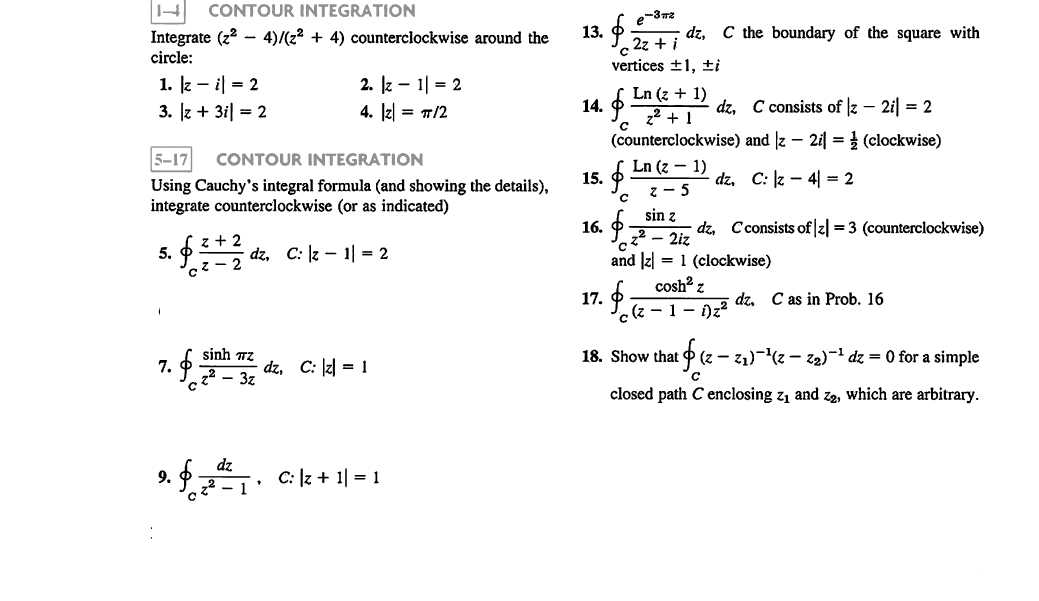 1–4 CONTOUR INTEGRATION
Integrate (z² − 4)/(z² + 4) counterclockwise around the
circle:
1. |z − i| = 2 2. |z − 1| = 2
3. |z + 3i| = 2 4. |z| = π/2
5–17 CONTOUR INTEGRATION
Using Cauchy's integral formula (and showing the details),
integrate counterclockwise (or as indicated)
5. ∮_C (z + 2)/(z − 2) dz, C: |z − 1| = 2
7. ∮_C (sinh πz)/(z² − 3z) dz, C: |z| = 1
9. ∮_C dz/(z² − 1), C: |z + 1| = 1
13. ∮_C e^(−3πz)/(2z + i) dz, C the boundary of the square with
vertices ±1, ±i
14. ∮_C (Ln (z + 1))/(z² + 1) dz, C consists of |z − 2i| = 2
(counterclockwise) and |z − 2i| = ½ (clockwise)
15. ∮_C (Ln (z − 1))/(z − 5) dz, C: |z − 4| = 2
16. ∮_C (sin z)/(z² − 2iz) dz, C consists of |z| = 3 (counterclockwise)
and |z| = 1 (clockwise)
17. ∮_C (cosh² z)/((z − 1 − i)z²) dz, C as in Prob. 16
18. Show that ∮_C (z − z₁)⁻¹(z − z₂)⁻¹ dz = 0 for a simple
closed path C enclosing z₁ and z₂, which are arbitrary.